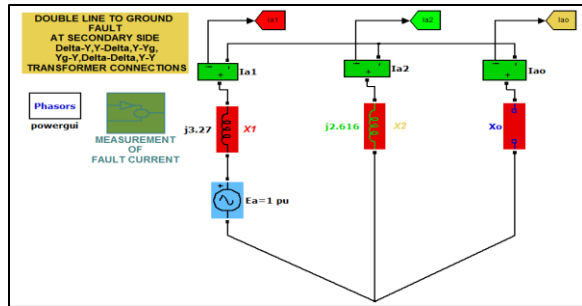 DOUBLE LINE TO GROUND
FAULT
AT SECONDARY SIDE
Delta-Y,Y-Delta,Y-Yg,
Yg-Y,Delta-Delta,Y-Y
TRANSFORMER CONNECTIONS
Ia1
Ia2
Iao
Ia1
Ia2
Iao
Phasors
powergui
MEASUREMENT
OF
FAULT CURRENT
j3.27
X1
j2.616
X2
Xo
Ea=1 pu